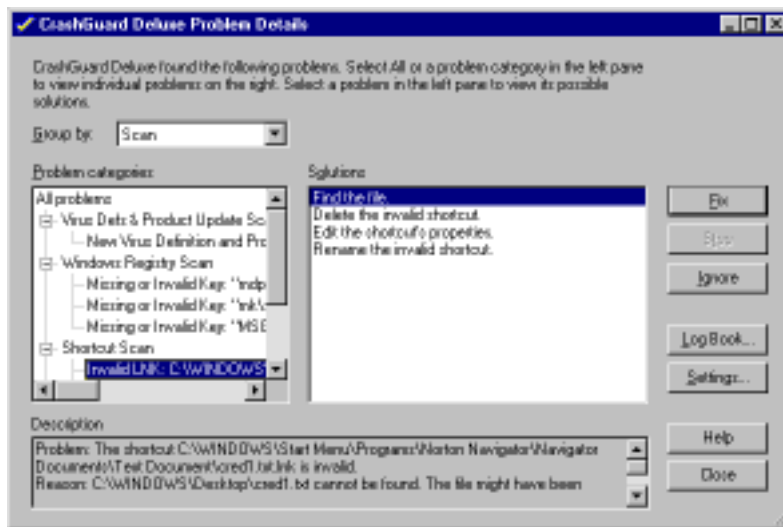 CrashGuard Deluxe Problem Details
CrashGuard Deluxe found the following problems. Select All or a problem category in the left pane
to view individual problems on the right. Select a problem in the left pane to view its possible
solutions.
Group by: Scan
Problem categories
All problems
Virus Defs & Product Update Sc
New Virus Definition and Pro
Windows Registry Scan
Missing or Invalid Key: "mdp
Missing or Invalid Key:
Missing or Invalid Key: "MSE
Shortcut Scan
Invalid LNK: C:\WINDOWS\
Solutions
Find the file.
Delete the invalid shortcut.
Edit the shortcut's properties.
Rename the invalid shortcut.
Fix
Stop
Ignore
Log Book...
Settings...
Help
Close
Description
Problem: The shortcut C:\WINDOWS\Start Menu\Programs\Norton Navigator\Navigator
Documents\Text Document\cred1.txt.lnk is invalid.
Reason: C:\WINDOWS\Desktop\cred1.txt cannot be found. The file might have been